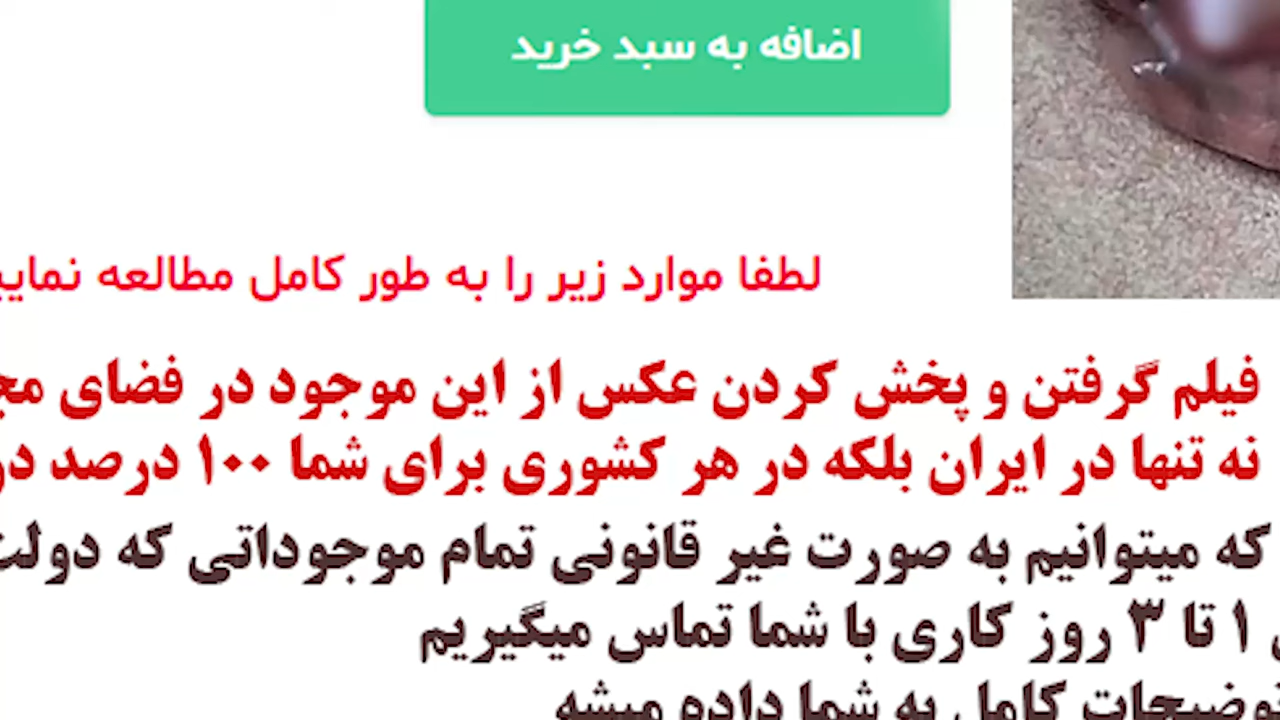 اضافه به سبد خرید
لطفا موارد زیر را به طور کامل مطالعه
فیلم گرفتن و پخش کردن عکس از این موجود در فضای
نه تنها در ایران بلکه در هر کشوری برای شما ۱۰۰ درصد
که میتوانیم به صورت غیر قانونی تمام موجوداتی که
۱ تا ۳ روز کاری با شما تماس میگیریم
توضیحات کامل به شما داده میشه